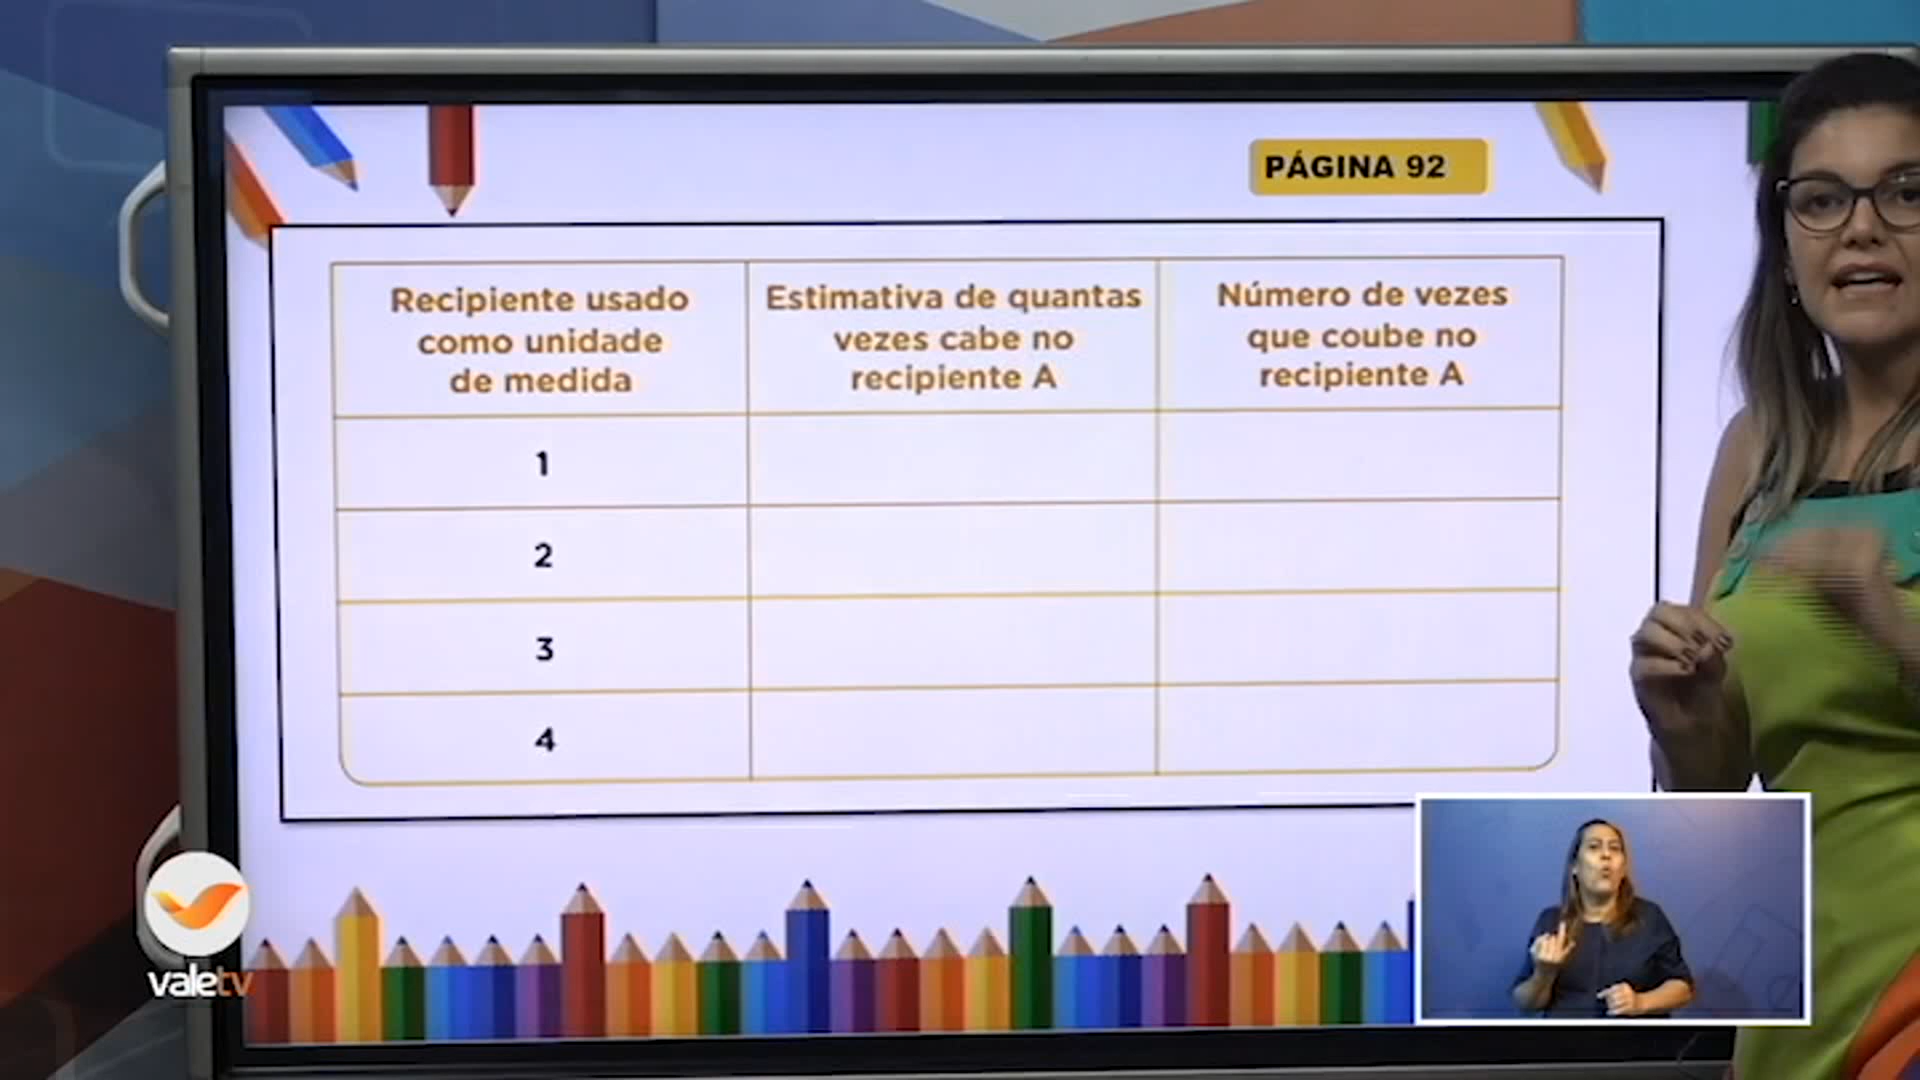 PÁGINA 92
Recipiente usado
como unidade
de medida
Estimativa de quantas
vezes cabe no
recipiente A
Número de vezes
que coube no
recipiente A
1
2
3
4
valetv